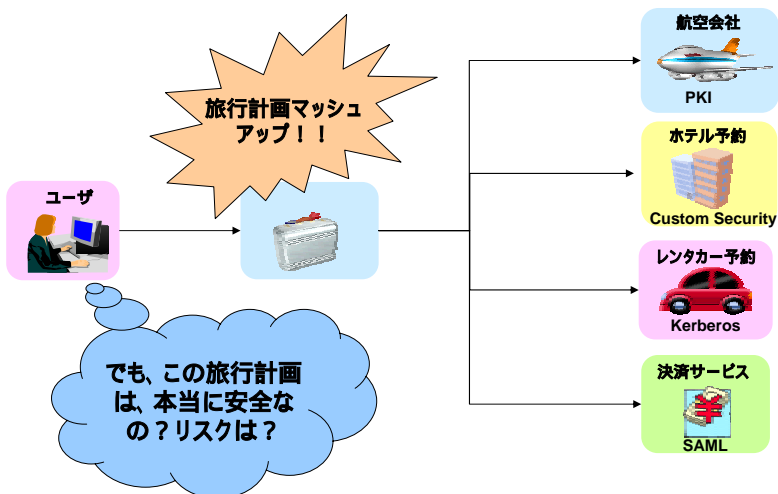 旅行計画マッシュ
アップ！！
ユーザ
でも、この旅行計画
は、本当に安全な
の？リスクは？
航空会社
PKI
ホテル予約
Custom Security
レンタカー予約
Kerberos
決済サービス
¥
SAML